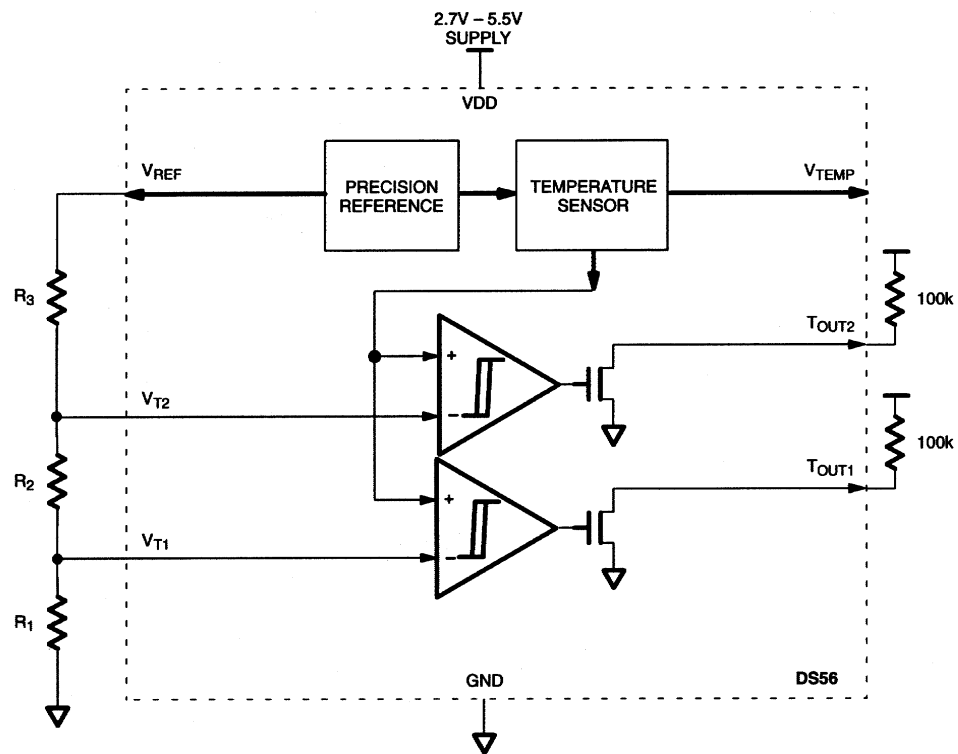 2.7V – 5.5V
SUPPLY
VDD
VREF
PRECISION
REFERENCE
TEMPERATURE
SENSOR
VTEMP
R3
100k
TOUT2
+
VT2
-
100k
R2
TOUT1
+
VT1
-
R1
GND
DS56